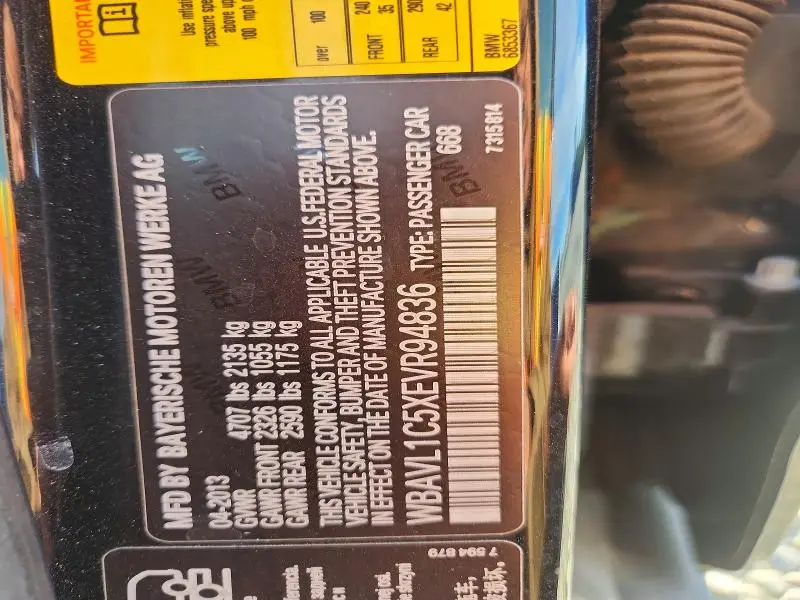 IMPORTA
Use infla
pressure spe
above up
100 mph
over 100
FRONT 240
35
REAR 290
42
BMW
6853367
MFD BY BAYERISCHE MOTOREN WERKE AG
04-2013
GVWR 4707 lbs 2135 kg
GAWR FRONT 2326 lbs 1055 kg
GAWR REAR 2590 lbs 1175 kg
THIS VEHICLE CONFORMS TO ALL APPLICABLE U.S.FEDERAL MOTOR
VEHICLE SAFETY, BUMPER AND THEFT PREVENTION STANDARDS
IN EFFECT ON THE DATE OF MANUFACTURE SHOWN ABOVE.
WBAVL1C5XEVR94836 TYPE: PASSENGER CAR
668
7315814
BMW
BMW
BMW
7 594 879